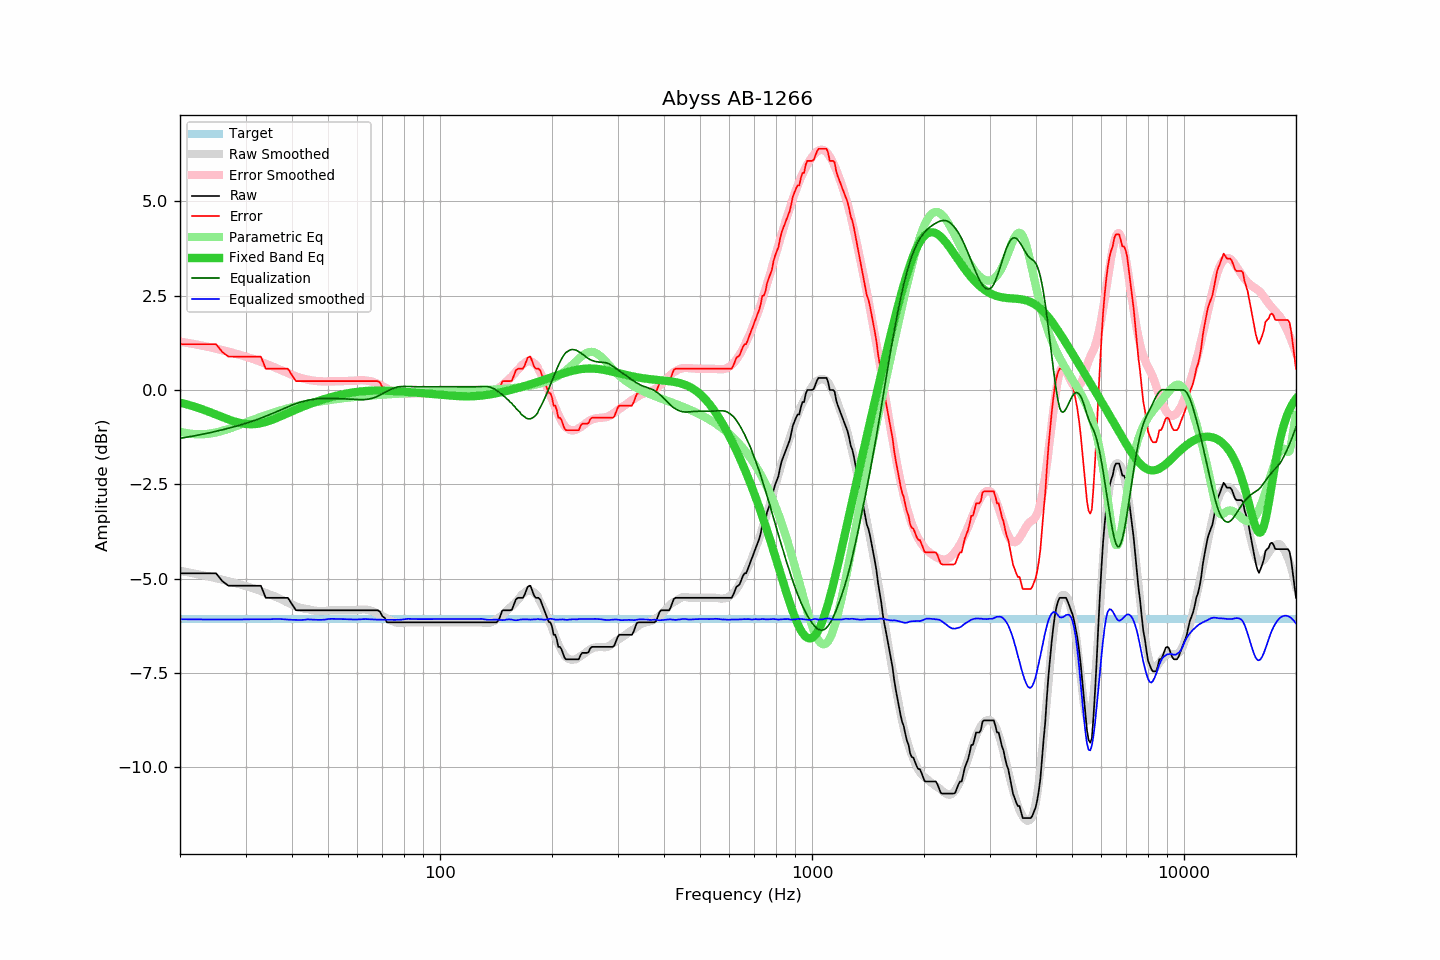 Abyss AB-1266
Target
Raw Smoothed
Error Smoothed
Raw
Error
Parametric Eq
Fixed Band Eq
Equalization
Equalized smoothed
5.0
2.5
0.0
−2.5
−5.0
−7.5
−10.0
Amplitude (dBr)
100
1000
10000
Frequency (Hz)